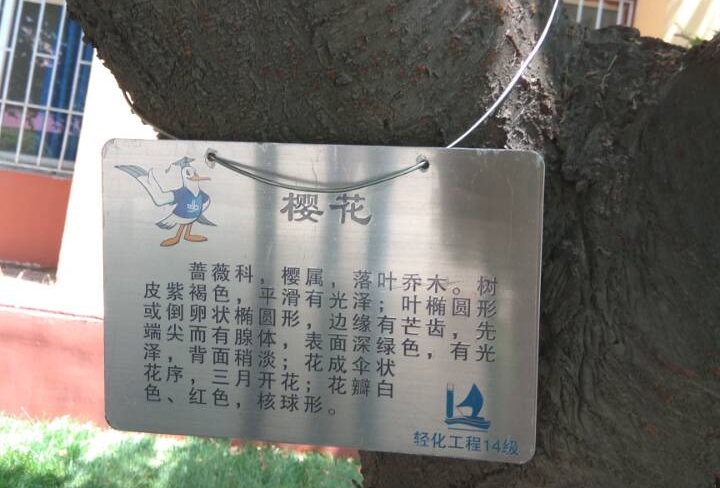 樱花
蔷薇科，樱属，落叶乔木。树
皮紫褐色，平滑有光泽；叶椭圆形
或倒卵状椭圆形，边缘有芒齿，先
端尖而有腺体，表面深绿色，有光
泽，背面稍淡；花成伞状
花序，三月开花；花瓣白
色、红色，核球形。
轻化工程14级